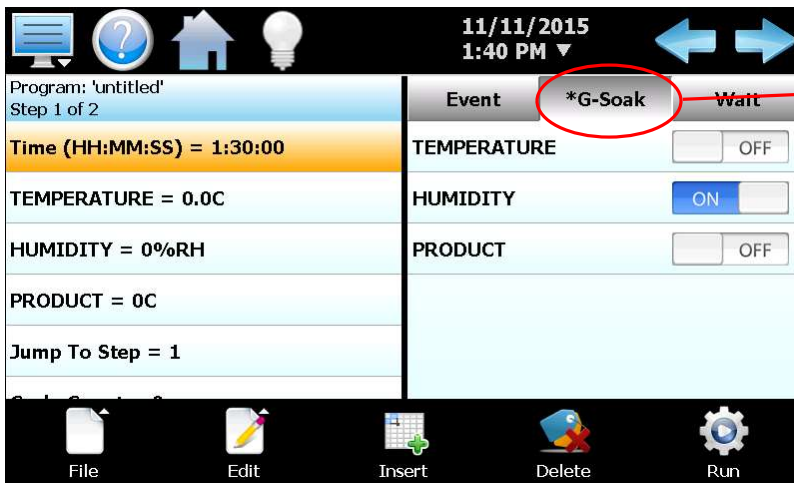 11/11/2015
1:40 PM ▼
Program: 'untitled'
Step 1 of 2
Time (HH:MM:SS) = 1:30:00
TEMPERATURE = 0.0C
HUMIDITY = 0%RH
PRODUCT = 0C
Jump To Step = 1
Event *G-Soak Watt
TEMPERATURE OFF
HUMIDITY ON
PRODUCT OFF
File Edit Insert Delete Run